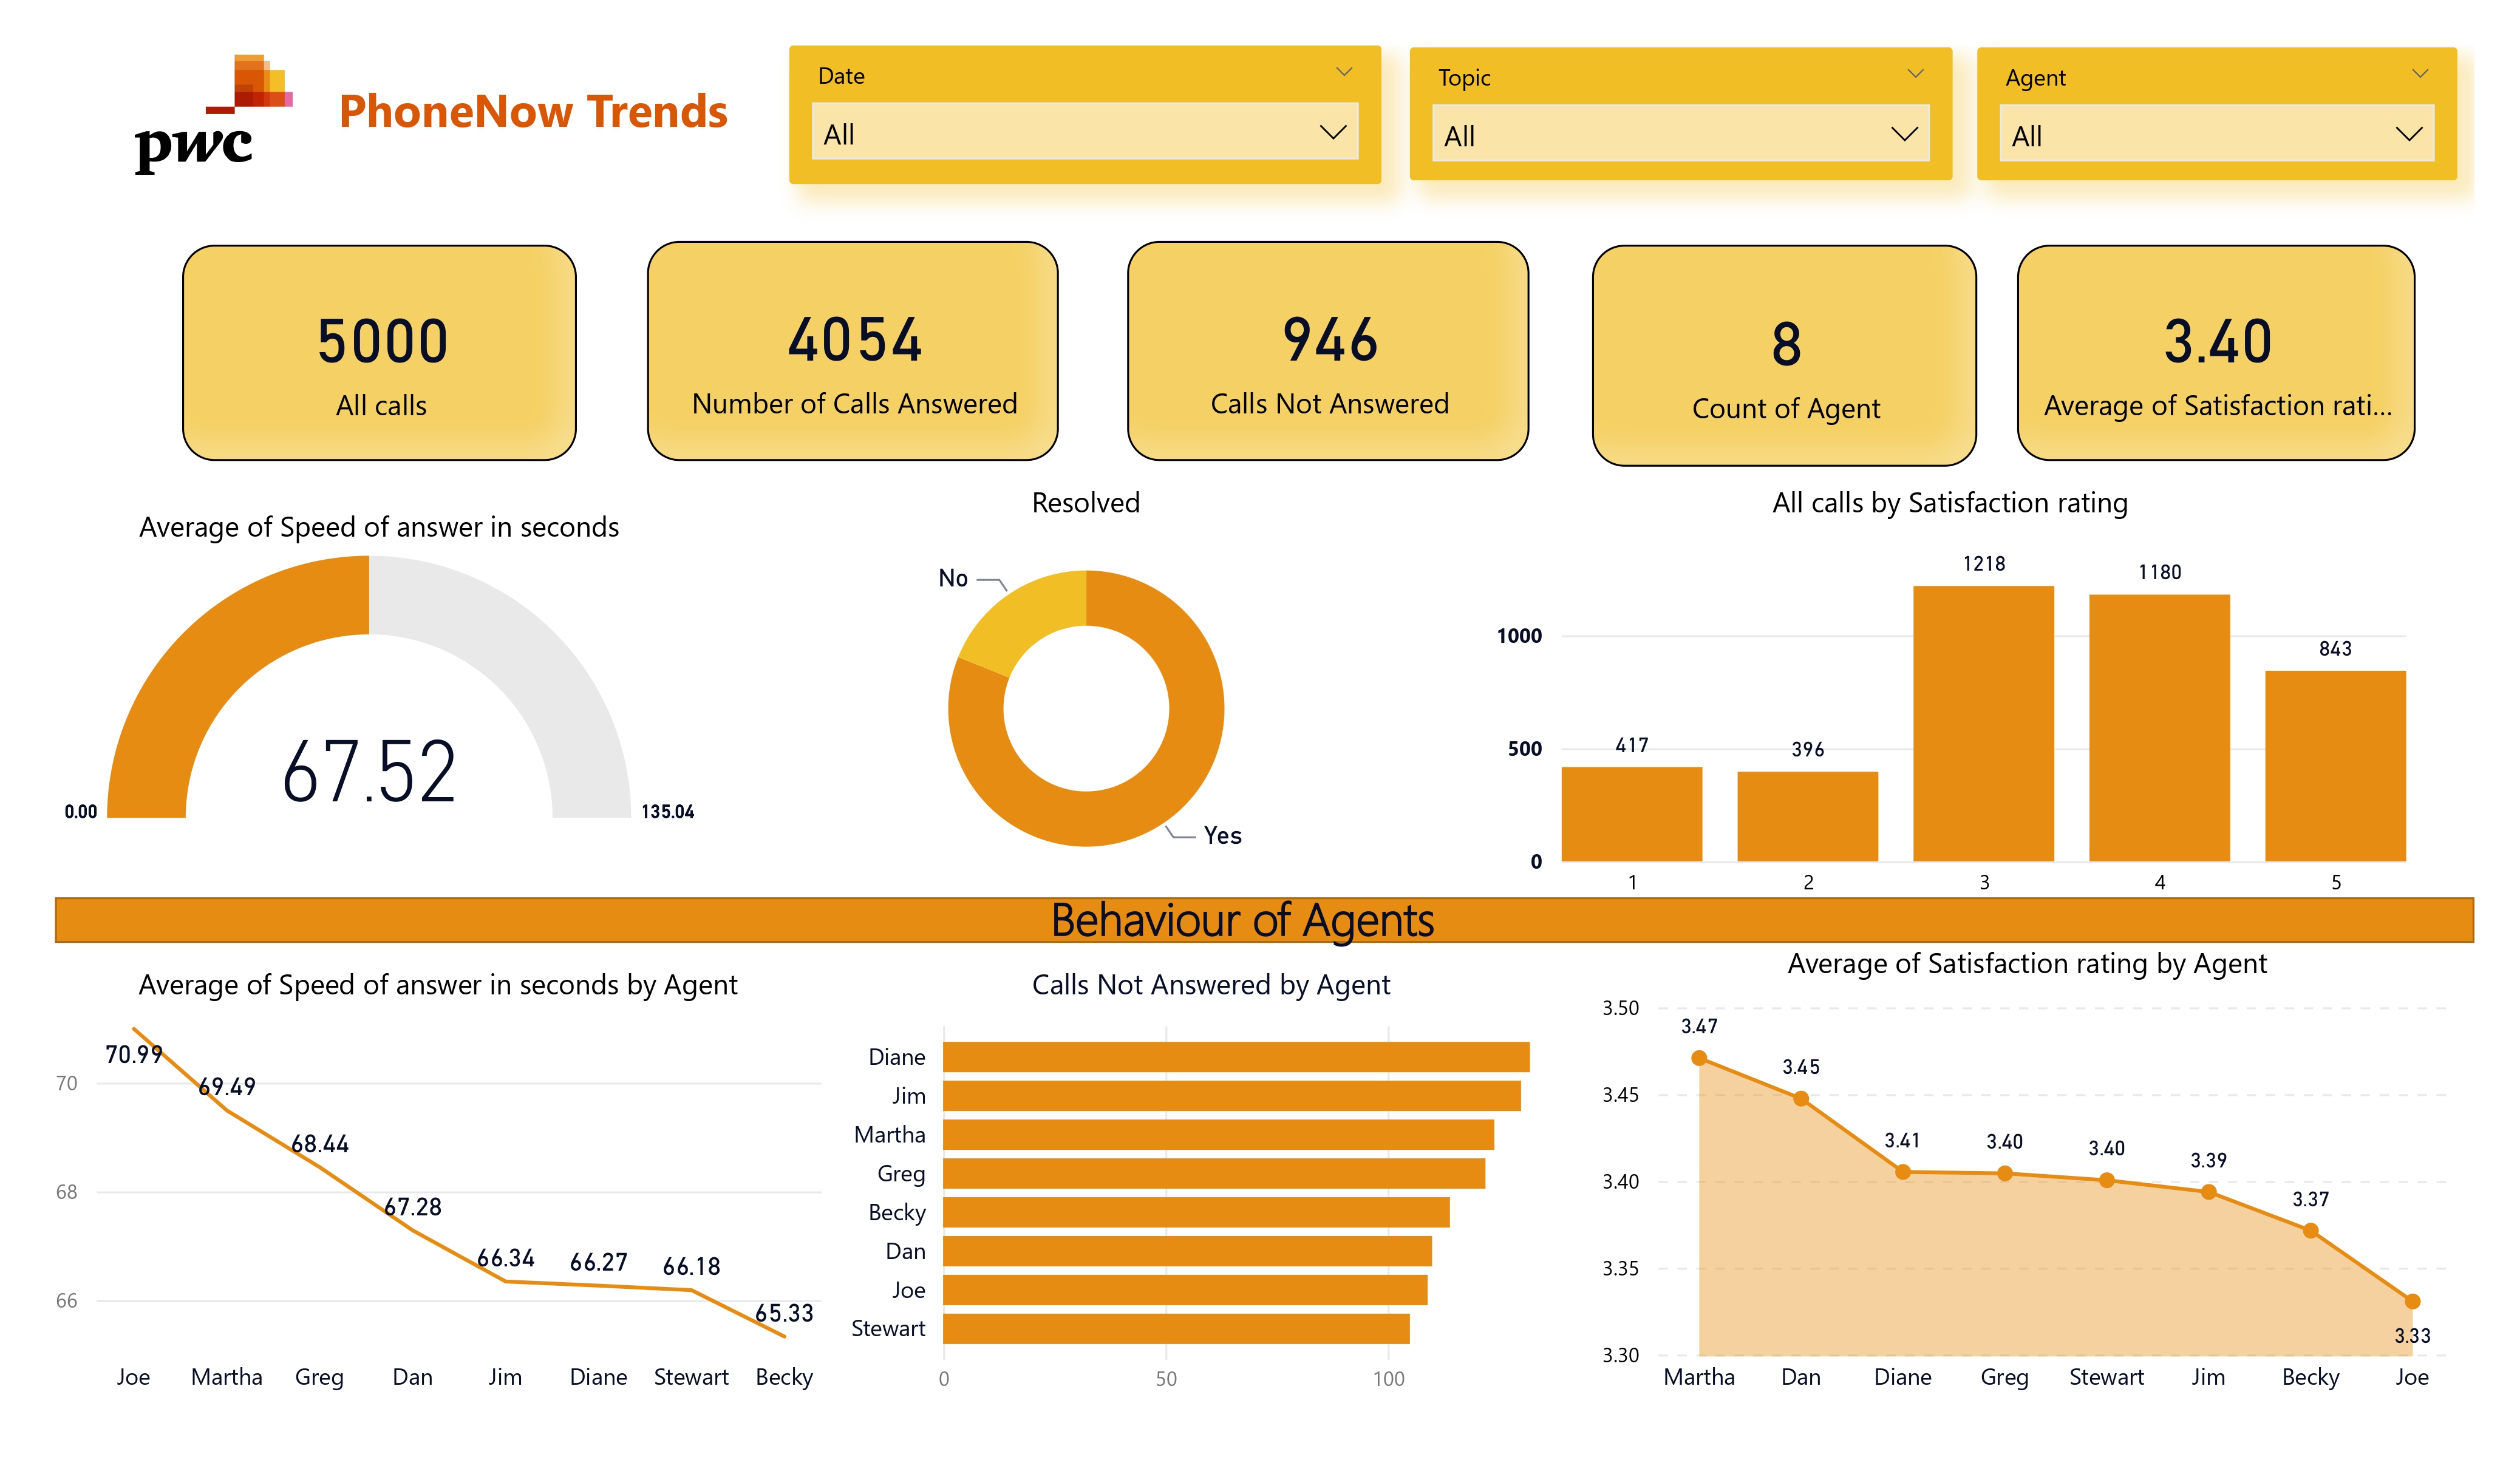 pwc
PhoneNow Trends
Date
All
Topic
All
Agent
All
5000
All calls
4054
Number of Calls Answered
946
Calls Not Answered
8
Count of Agent
3.40
Average of Satisfaction rati...
Average of Speed of answer in seconds
67.52
0.00
135.04
Resolved
No
Yes
All calls by Satisfaction rating
1000
500
0
417
396
1218
1180
843
1 2 3 4 5
Behaviour of Agents
Average of Speed of answer in seconds by Agent
70
68
66
70.99
69.49
68.44
67.28
66.34
66.27
66.18
65.33
Joe Martha Greg Dan Jim Diane Stewart Becky
Calls Not Answered by Agent
Diane
Jim
Martha
Greg
Becky
Dan
Joe
Stewart
0 50 100
Average of Satisfaction rating by Agent
3.50
3.45
3.40
3.35
3.30
3.47
3.45
3.41
3.40
3.40
3.39
3.37
3.33
Martha Dan Diane Greg Stewart Jim Becky Joe